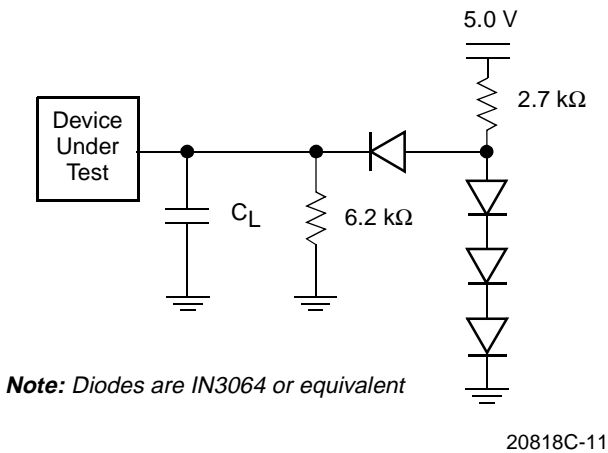 5.0 V
2.7 kΩ
Device
Under
Test
CL
6.2 kΩ
Note: Diodes are IN3064 or equivalent
20818C-11